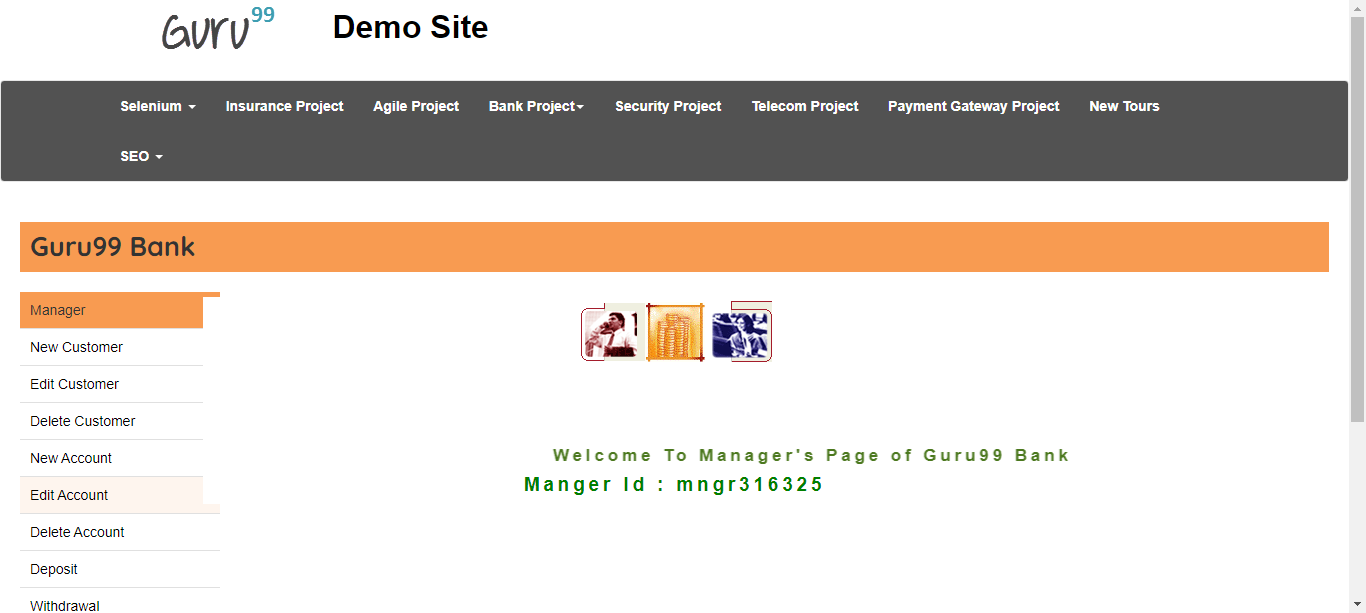 Guru99 Demo Site
Selenium Insurance Project Agile Project Bank Project Security Project Telecom Project Payment Gateway Project New Tours
SEO
Guru99 Bank
Manager
New Customer
Edit Customer
Delete Customer
New Account
Edit Account
Delete Account
Deposit
Withdrawal
Welcome To Manager's Page of Guru99 Bank
Manger Id : mngr316325